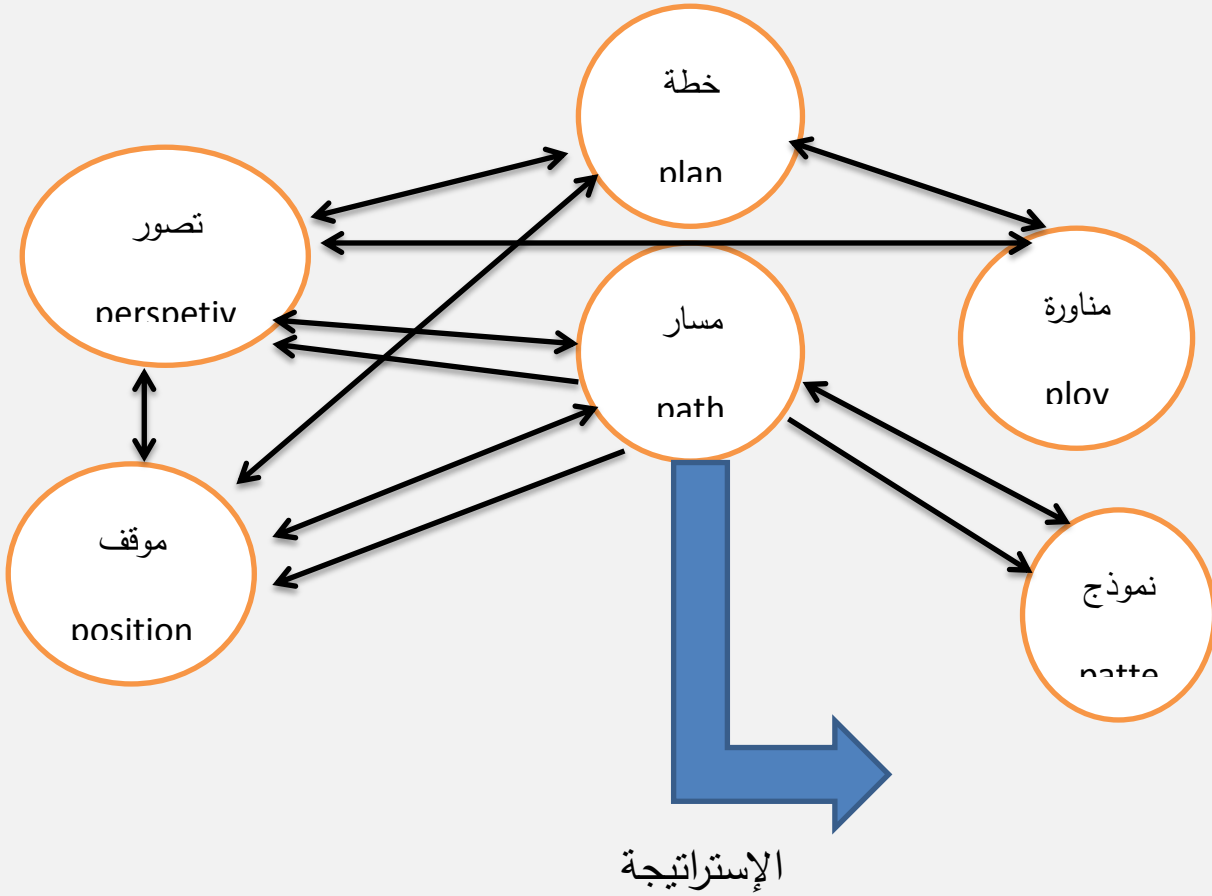 خطة
plan
تصور
perspetiv
مسار
path
مناورة
ploy
موقف
position
نموذج
patte
الإستراتيجة